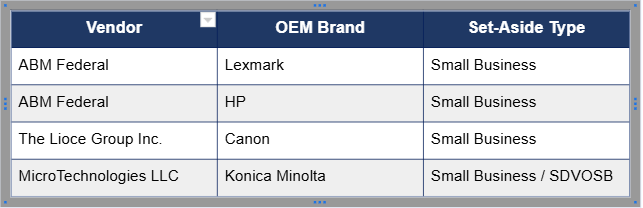 Vendor OEM Brand Set-Aside Type
ABM Federal Lexmark Small Business
ABM Federal HP Small Business
The Lioce Group Inc. Canon Small Business
MicroTechnologies LLC Konica Minolta Small Business / SDVOSB